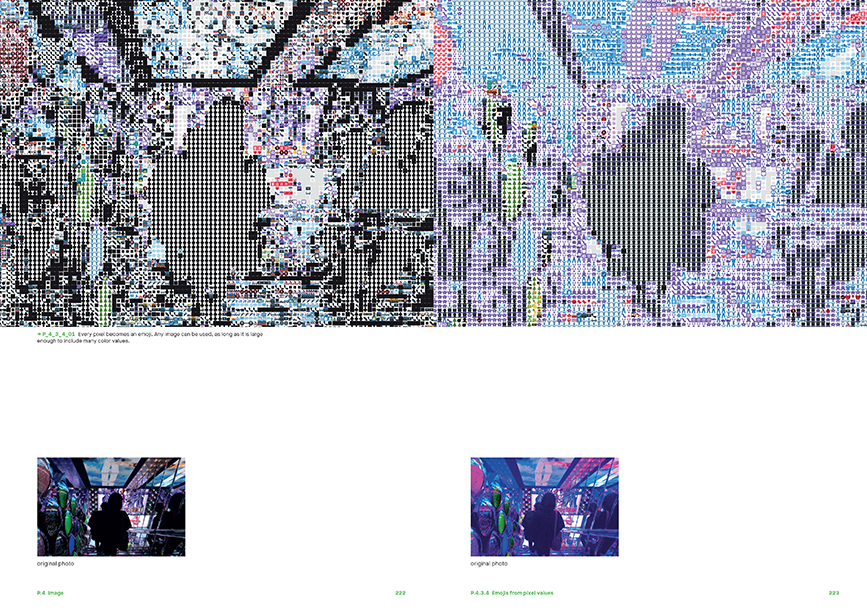 → P_4_3_4_01 Every pixel becomes an emoji. Any image can be used, as long as it is large
enough to include many color values.
original photo
original photo
P.4 Image
222
P.4.3.4 Emojis from pixel values
223